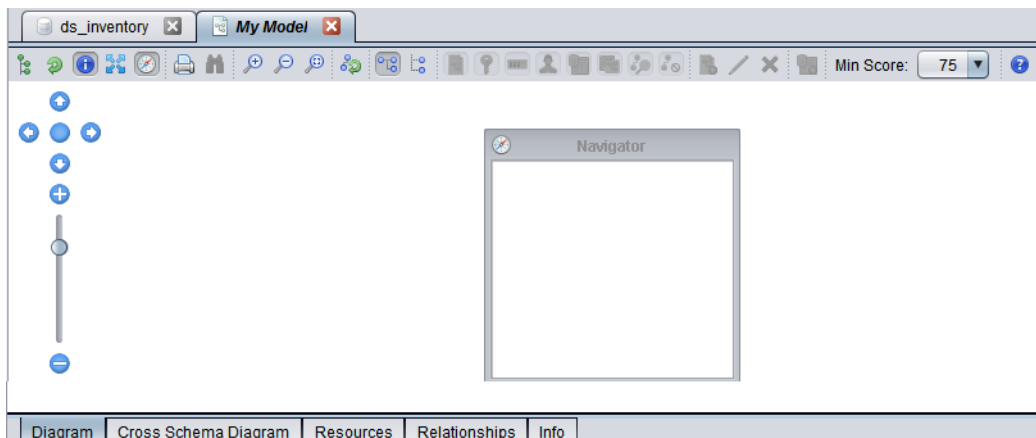 ds_inventory My Model
Min Score: 75
Navigator
Diagram Cross Schema Diagram Resources Relationships Info